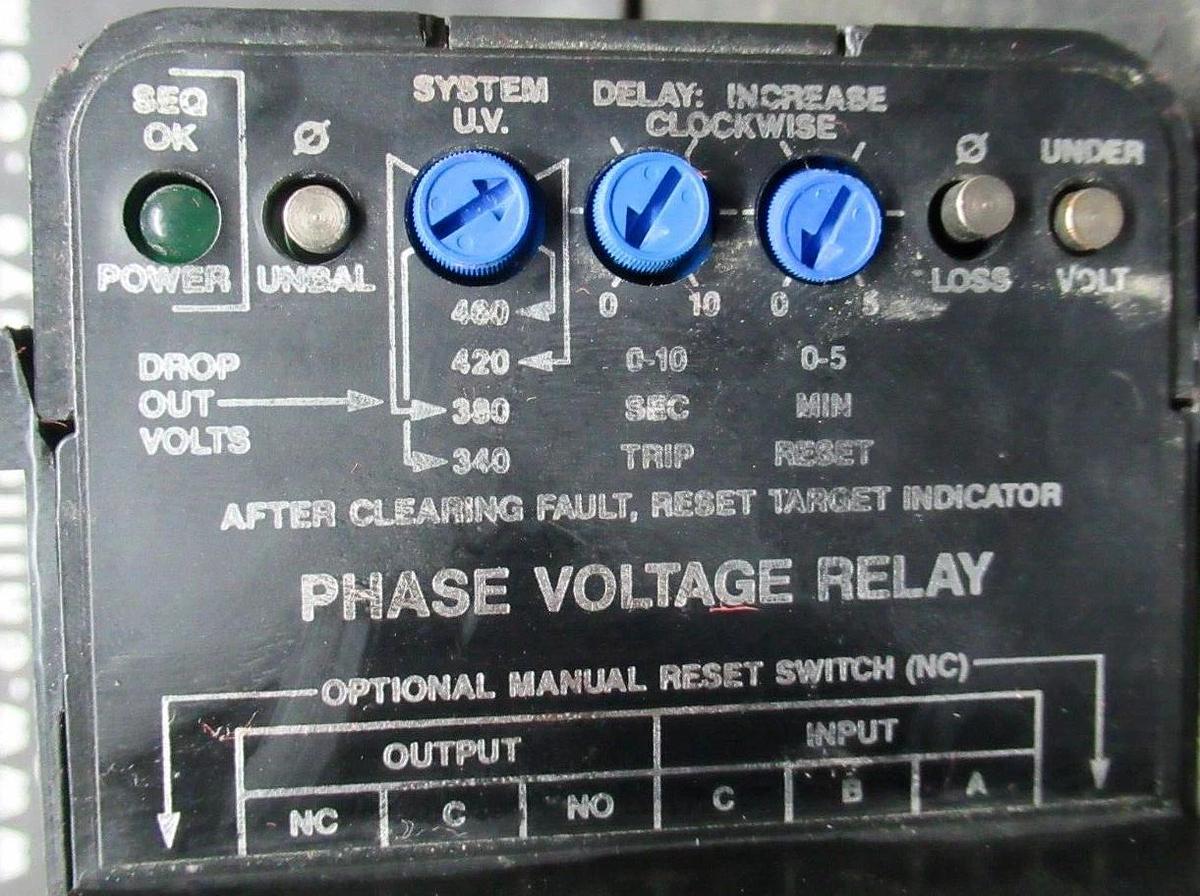 SEQ
OK
POWER
Ø
UNBAL
SYSTEM
U.V.
DELAY: INCREASE
CLOCKWISE
Ø
LOSS
UNDER
VOLT
0 10 0 5
460
420 0-10 0-5
380 SEC MIN
340 TRIP RESET
DROP
OUT
VOLTS
AFTER CLEARING FAULT, RESET TARGET INDICATOR
PHASE VOLTAGE RELAY
OPTIONAL MANUAL RESET SWITCH (NC)
OUTPUT INPUT
NC C NO C B A